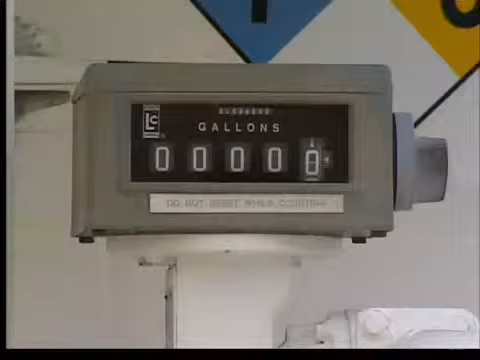 LC
GALLONS
0 0 0 0 0
DO NOT RESET WHILE COUNTING